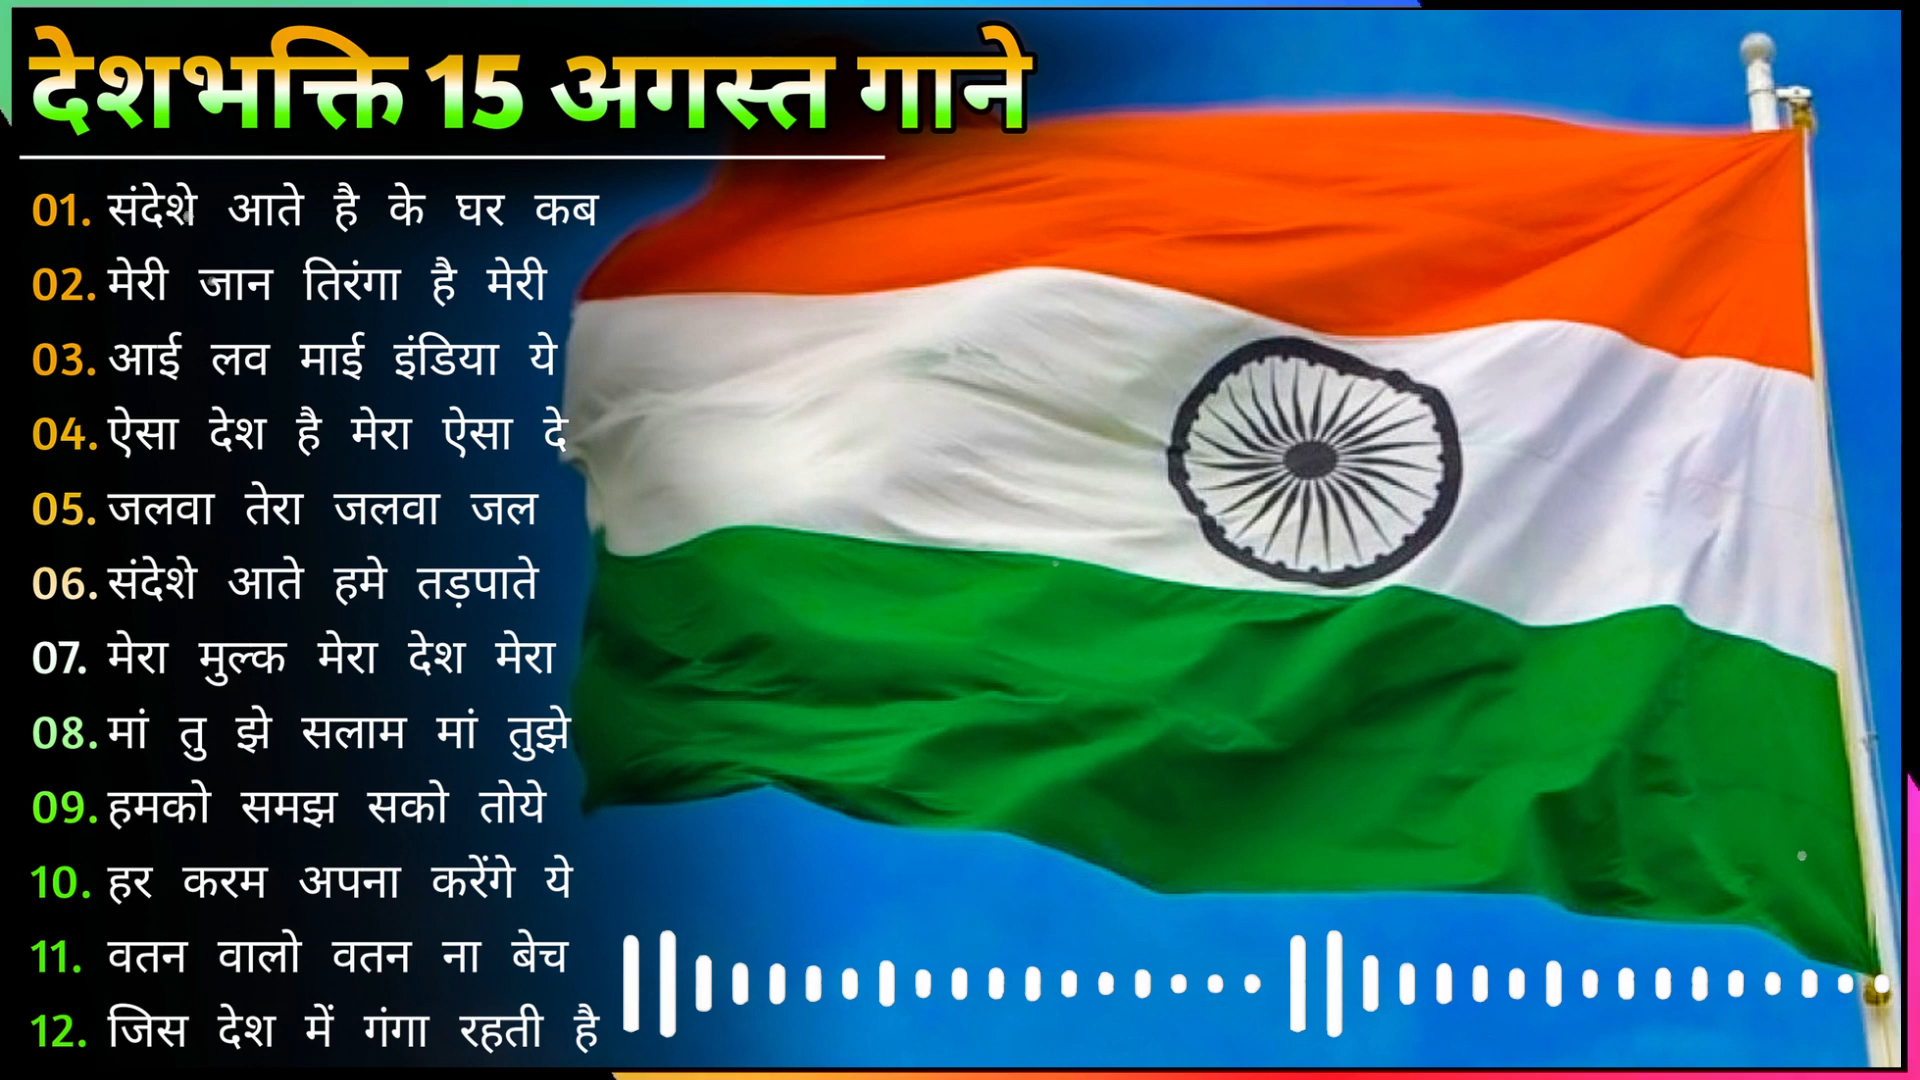 देशभक्ति 15 अगस्त गाने
01. संदेशे आते है के घर कब
02. मेरी जान तिरंगा है मेरी
03. आई लव माई इंडिया ये
04. ऐसा देश है मेरा ऐसा दे
05. जलवा तेरा जलवा जल
06. संदेशे आते हमे तड़पाते
07. मेरा मुल्क मेरा देश मेरा
08. मां तु झे सलाम मां तुझे
09. हमको समझ सको तोये
10. हर करम अपना करेंगे ये
11. वतन वालो वतन ना बेच
12. जिस देश में गंगा रहती है